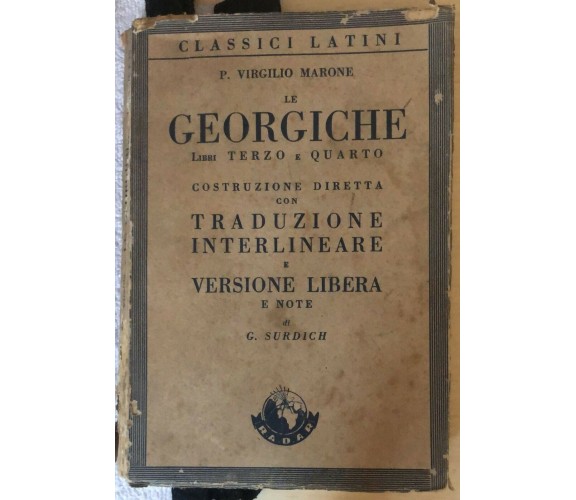 CLASSICI LATINI
P. VIRGILIO MARONE
LE
GEORGICHE
LIBRI TERZO E QUARTO
COSTRUZIONE DIRETTA
CON
TRADUZIONE
INTERLINEARE
E
VERSIONE LIBERA
E NOTE
di
G. SURDICH
RADAR